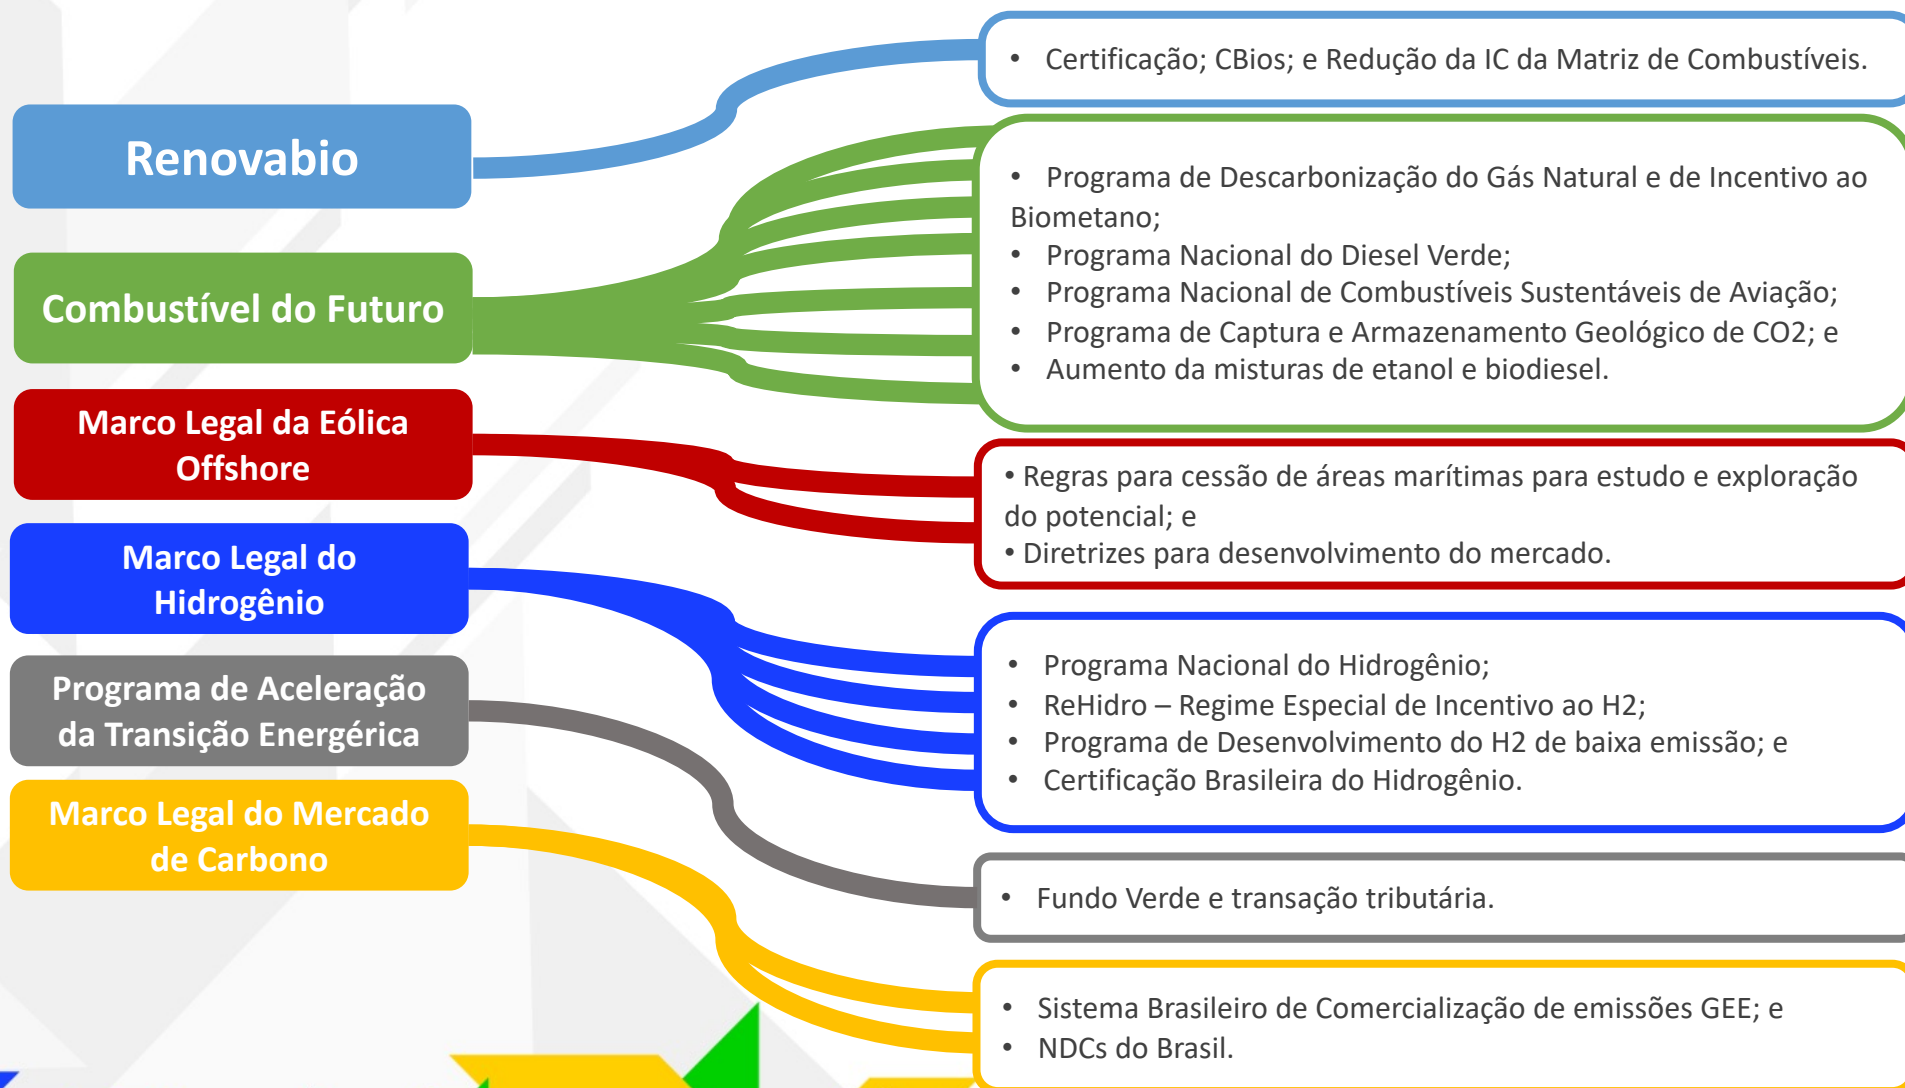 Renovabio
Combustível do Futuro
Marco Legal da Eólica
Offshore
Marco Legal do
Hidrogênio
Programa de Aceleração
da Transição Energérica
Marco Legal do Mercado
de Carbono
• Certificação; CBios; e Redução da IC da Matriz de Combustíveis.
• Programa de Descarbonização do Gás Natural e de Incentivo ao
Biometano;
• Programa Nacional do Diesel Verde;
• Programa Nacional de Combustíveis Sustentáveis de Aviação;
• Programa de Captura e Armazenamento Geológico de CO2; e
• Aumento da misturas de etanol e biodiesel.
• Regras para cessão de áreas marítimas para estudo e exploração
do potencial; e
• Diretrizes para desenvolvimento do mercado.
• Programa Nacional do Hidrogênio;
• ReHidro – Regime Especial de Incentivo ao H2;
• Programa de Desenvolvimento do H2 de baixa emissão; e
• Certificação Brasileira do Hidrogênio.
• Fundo Verde e transação tributária.
• Sistema Brasileiro de Comercialização de emissões GEE; e
• NDCs do Brasil.